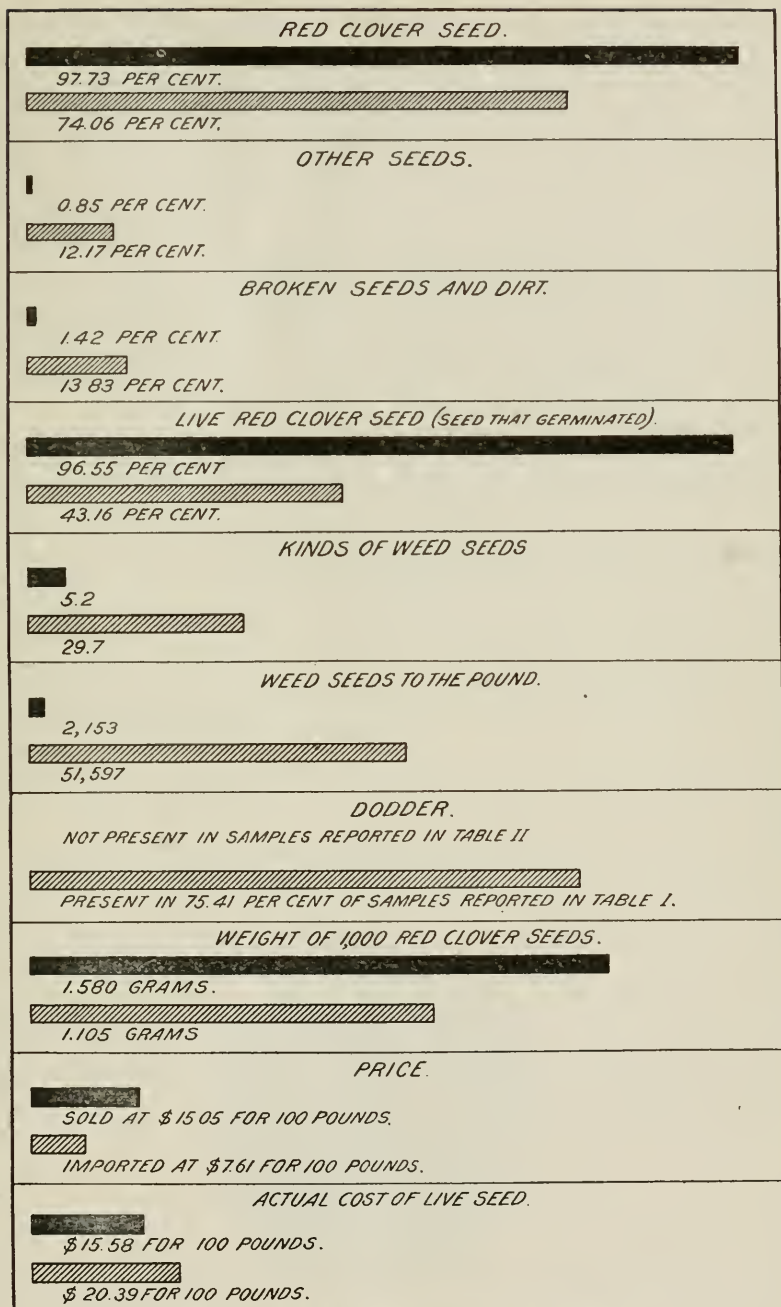 RED CLOVER SEED.
97.73 PER CENT.
74.06 PER CENT.
OTHER SEEDS.
0.85 PER CENT.
12.17 PER CENT.
BROKEN SEEDS AND DIRT.
1.42 PER CENT.
13 83 PER CENT.
LIVE RED CLOVER SEED (SEED THAT GERMINATED).
96.55 PER CENT
43.16 PER CENT.
KINDS OF WEED SEEDS
5.2
29.7
WEED SEEDS TO THE POUND.
2,153
51,597
DODDER.
NOT PRESENT IN SAMPLES REPORTED IN TABLE II
PRESENT IN 75.41 PER CENT OF SAMPLES REPORTED IN TABLE I.
WEIGHT OF 1,000 RED CLOVER SEEDS.
1.580 GRAMS.
1.105 GRAMS
PRICE.
SOLD AT $15 05 FOR 100 POUNDS.
IMPORTED AT $7.61 FOR 100 POUNDS.
ACTUAL COST OF LIVE SEED.
$15.58 FOR 100 POUNDS.
$20.39 FOR 100 POUNDS.